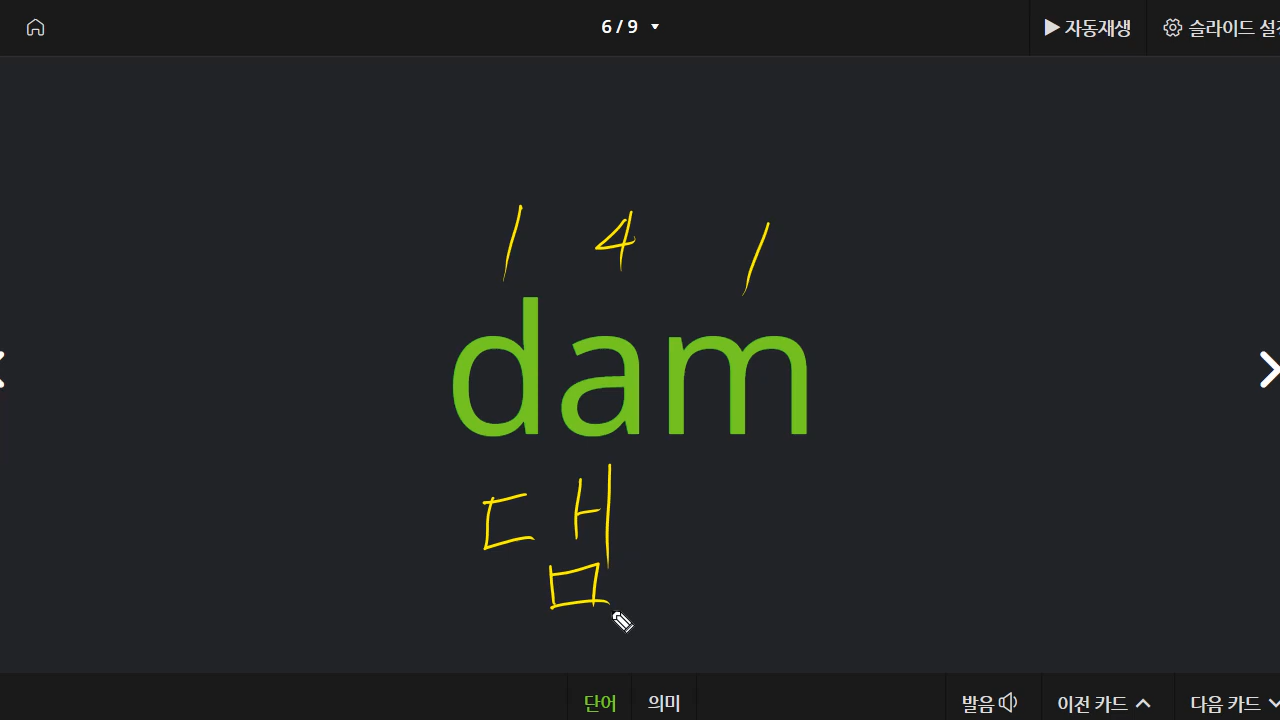 6 / 9 ▼ ▶ 자동재생 슬라이드 설
1 4 1
dam
댐
단어 의미 발음 이전 카드 다음 카드